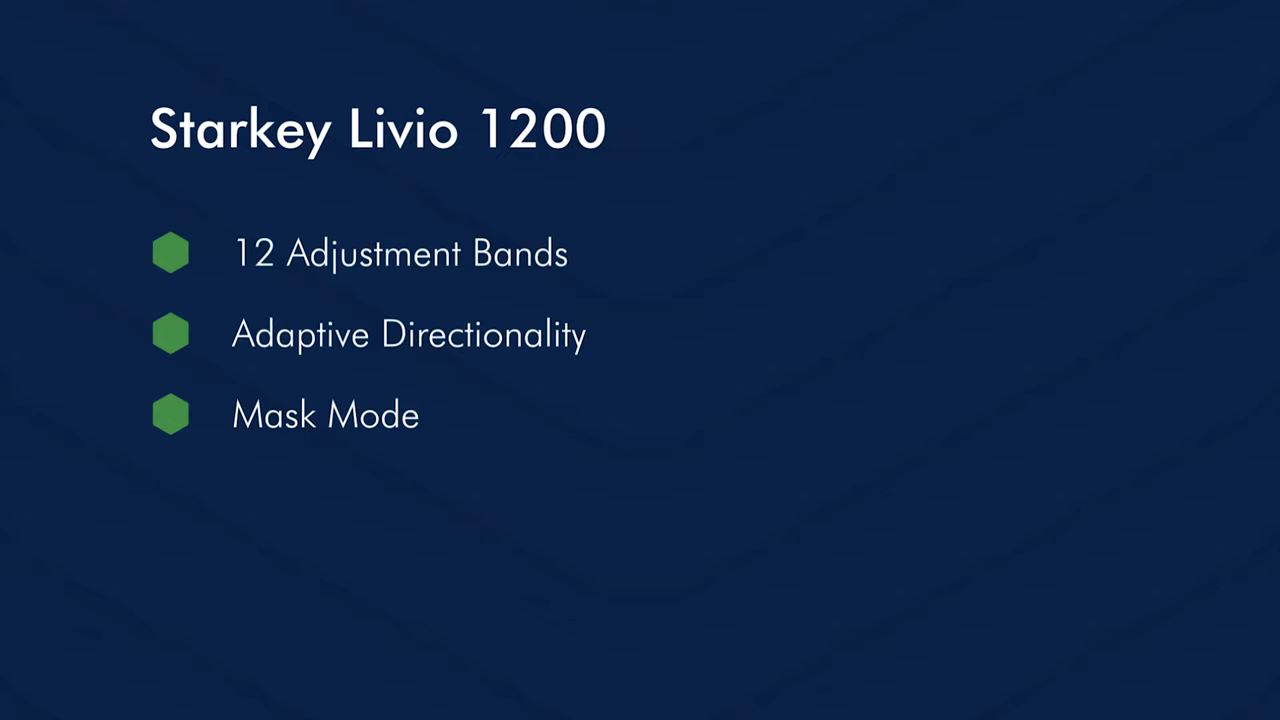 Starkey Livio 1200
12 Adjustment Bands
Adaptive Directionality
Mask Mode